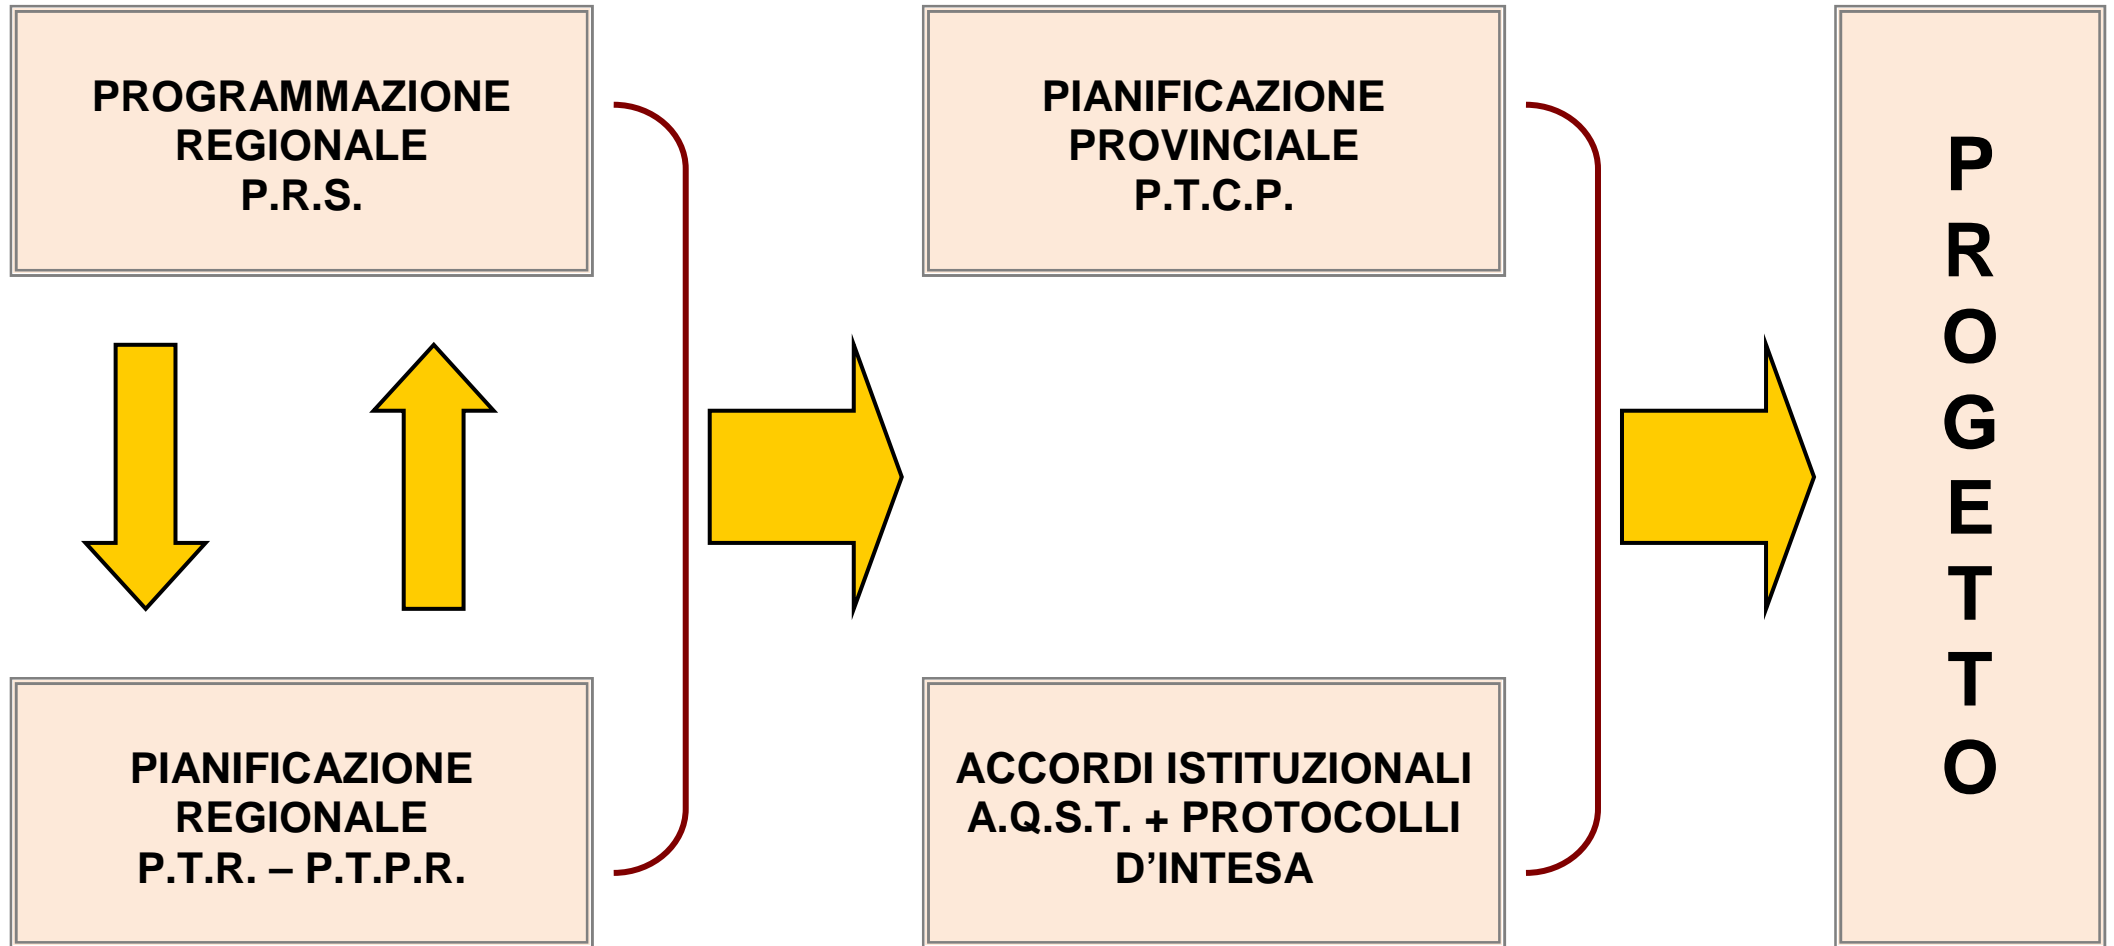 PROGRAMMAZIONE
REGIONALE
P.R.S.
PIANIFICAZIONE
REGIONALE
P.T.R. – P.T.P.R.
PIANIFICAZIONE
PROVINCIALE
P.T.C.P.
ACCORDI ISTITUZIONALI
A.Q.S.T. + PROTOCOLLI
D’INTESA
P
R
O
G
E
T
T
O